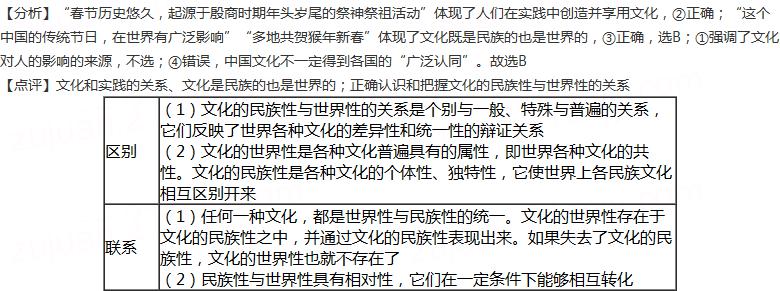 【分析】“春节历史悠久，起源于殷商时期年头岁尾的祭神祭祖活动”体现了人们在实践中创造并享用文化，②正确；“这个
中国的传统节日，在世界有广泛影响”“多地共贺猴年新春”体现了文化既是民族的也是世界的，③正确，选B；①强调了文化
对人的影响的来源，不选；④错误，中国文化不一定得到各国的“广泛认同”。故选B
【点评】文化和实践的关系、文化是民族的也是世界的；正确认识和把握文化的民族性与世界性的关系
区别
（1）文化的民族性与世界性的关系是个别与一般、特殊与普遍的关系，
它们反映了世界各种文化的差异性和统一性的辩证关系
（2）文化的世界性是各种文化普遍具有的属性，即世界各种文化的共
性。文化的民族性是各种文化的个体性、独特性，它使世界上各民族文化
相互区别开来
联系
（1）任何一种文化，都是世界性与民族性的统一。文化的世界性存在于
文化的民族性之中，并通过文化的民族性表现出来。如果失去了文化的民
族性，文化的世界性也就不存在了
（2）民族性与世界性具有相对性，它们在一定条件下能够相互转化